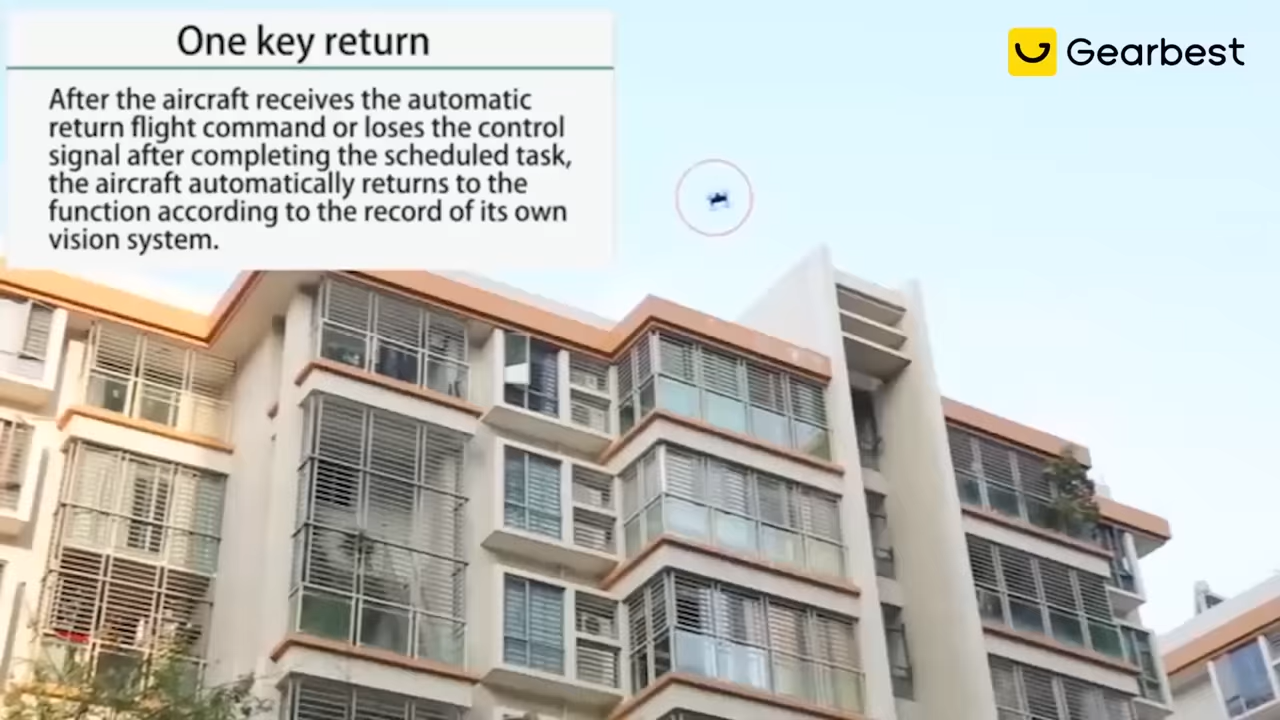 One key return
After the aircraft receives the automatic
return flight command or loses the control
signal after completing the scheduled task,
the aircraft automatically returns to the
function according to the record of its own
vision system.
Gearbest